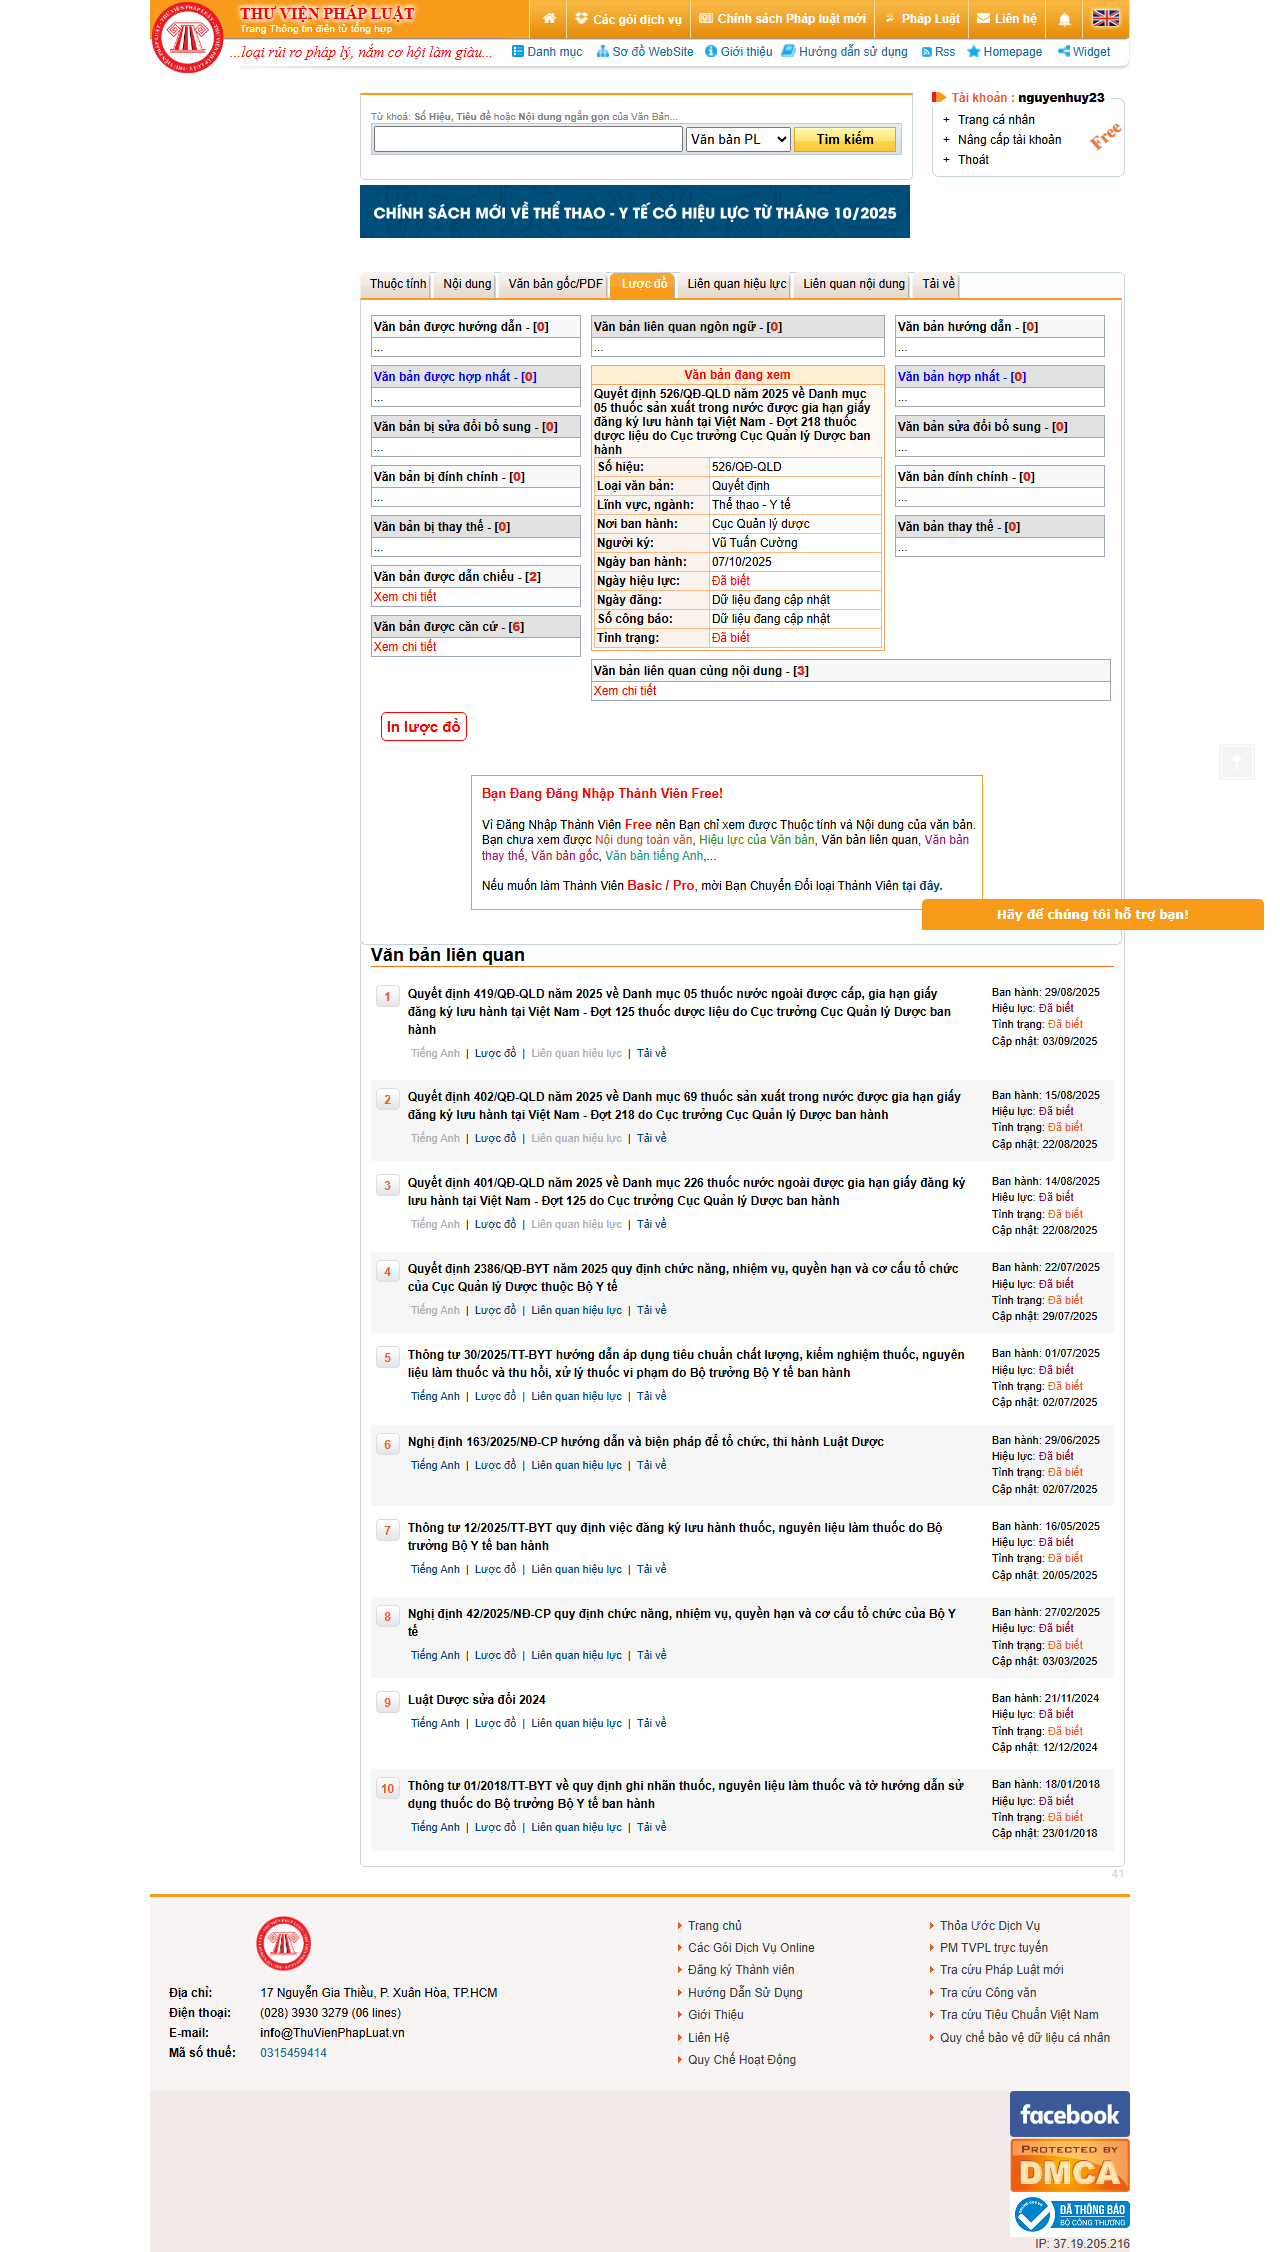 THƯ VIỆN PHÁP LUẬT
Trang Thông tin điện tử tổng hợp
Các gói dịch vụ
Chính sách Pháp luật mới
Pháp Luật
Liên hệ
...loại rủi ro pháp lý, nắm cơ hội làm giàu...
Danh mục
Sơ đồ WebSite
Giới thiệu
Hướng dẫn sử dụng
Rss
Homepage
Widget
Từ khoá: Số Hiệu, Tiêu đề hoặc Nội dung ngắn gọn của Văn Bản...
Văn bản PL
Tìm kiếm
Tài khoản : nguyenhuy23
+ Trang cá nhân
+ Nâng cấp tài khoản
+ Thoát
Free
CHÍNH SÁCH MỚI VỀ THỂ THAO - Y TẾ CÓ HIỆU LỰC TỪ THÁNG 10/2025
Thuộc tính
Nội dung
Văn bản gốc/PDF
Lược đồ
Liên quan hiệu lực
Liên quan nội dung
Tải về
Văn bản được hướng dẫn - [0]
...
Văn bản được hợp nhất - [0]
...
Văn bản bị sửa đổi bổ sung - [0]
...
Văn bản bị đính chính - [0]
...
Văn bản bị thay thế - [0]
...
Văn bản được dẫn chiếu - [2]
Xem chi tiết
Văn bản được căn cứ - [6]
Xem chi tiết
Văn bản liên quan ngôn ngữ - [0]
...
Văn bản đang xem
Quyết định 526/QĐ-QLD năm 2025 về Danh mục
05 thuốc sản xuất trong nước được gia hạn giấy
đăng ký lưu hành tại Việt Nam - Đợt 218 thuốc
dược liệu do Cục trưởng Cục Quản lý Dược ban
hành
Số hiệu: 526/QĐ-QLD
Loại văn bản: Quyết định
Lĩnh vực, ngành: Thể thao - Y tế
Nơi ban hành: Cục Quản lý dược
Người ký: Vũ Tuấn Cường
Ngày ban hành: 07/10/2025
Ngày hiệu lực: Đã biết
Ngày đăng: Dữ liệu đang cập nhật
Số công báo: Dữ liệu đang cập nhật
Tình trạng: Đã biết
Văn bản hướng dẫn - [0]
...
Văn bản hợp nhất - [0]
...
Văn bản sửa đổi bổ sung - [0]
...
Văn bản đính chính - [0]
...
Văn bản thay thế - [0]
...
Văn bản liên quan cùng nội dung - [3]
Xem chi tiết
In lược đồ
Bạn Đang Đăng Nhập Thành Viên Free!
Vì Đăng Nhập Thành Viên Free nên Bạn chỉ xem được Thuộc tính và Nội dung của văn bản.
Bạn chưa xem được Nội dung toàn văn, Hiệu lực của Văn bản, Văn bản liên quan, Văn bản
thay thế, Văn bản gốc, Văn bản tiếng Anh,...
Nếu muốn làm Thành Viên Basic / Pro, mời Bạn Chuyển Đổi loại Thành Viên tại đây.
Hãy để chúng tôi hỗ trợ bạn!
Văn bản liên quan
1
Quyết định 419/QĐ-QLD năm 2025 về Danh mục 05 thuốc nước ngoài được cấp, gia hạn giấy
đăng ký lưu hành tại Việt Nam - Đợt 125 thuốc dược liệu do Cục trưởng Cục Quản lý Dược ban
hành
Tiếng Anh | Lược đồ | Liên quan hiệu lực | Tải về
Ban hành: 29/08/2025
Hiệu lực: Đã biết
Tình trạng: Đã biết
Cập nhật: 03/09/2025
2
Quyết định 402/QĐ-QLD năm 2025 về Danh mục 69 thuốc sản xuất trong nước được gia hạn giấy
đăng ký lưu hành tại Việt Nam - Đợt 218 do Cục trưởng Cục Quản lý Dược ban hành
Tiếng Anh | Lược đồ | Liên quan hiệu lực | Tải về
Ban hành: 15/08/2025
Hiệu lực: Đã biết
Tình trạng: Đã biết
Cập nhật: 22/08/2025
3
Quyết định 401/QĐ-QLD năm 2025 về Danh mục 226 thuốc nước ngoài được gia hạn giấy đăng ký
lưu hành tại Việt Nam - Đợt 125 do Cục trưởng Cục Quản lý Dược ban hành
Tiếng Anh | Lược đồ | Liên quan hiệu lực | Tải về
Ban hành: 14/08/2025
Hiệu lực: Đã biết
Tình trạng: Đã biết
Cập nhật: 22/08/2025
4
Quyết định 2386/QĐ-BYT năm 2025 quy định chức năng, nhiệm vụ, quyền hạn và cơ cấu tổ chức
của Cục Quản lý Dược thuộc Bộ Y tế
Tiếng Anh | Lược đồ | Liên quan hiệu lực | Tải về
Ban hành: 22/07/2025
Hiệu lực: Đã biết
Tình trạng: Đã biết
Cập nhật: 29/07/2025
5
Thông tư 30/2025/TT-BYT hướng dẫn áp dụng tiêu chuẩn chất lượng, kiểm nghiệm thuốc, nguyên
liệu làm thuốc và thu hồi, xử lý thuốc vi phạm do Bộ trưởng Bộ Y tế ban hành
Tiếng Anh | Lược đồ | Liên quan hiệu lực | Tải về
Ban hành: 01/07/2025
Hiệu lực: Đã biết
Tình trạng: Đã biết
Cập nhật: 02/07/2025
6
Nghị định 163/2025/NĐ-CP hướng dẫn và biện pháp để tổ chức, thi hành Luật Dược
Tiếng Anh | Lược đồ | Liên quan hiệu lực | Tải về
Ban hành: 29/06/2025
Hiệu lực: Đã biết
Tình trạng: Đã biết
Cập nhật: 02/07/2025
7
Thông tư 12/2025/TT-BYT quy định việc đăng ký lưu hành thuốc, nguyên liệu làm thuốc do Bộ
trưởng Bộ Y tế ban hành
Tiếng Anh | Lược đồ | Liên quan hiệu lực | Tải về
Ban hành: 16/05/2025
Hiệu lực: Đã biết
Tình trạng: Đã biết
Cập nhật: 20/05/2025
8
Nghị định 42/2025/NĐ-CP quy định chức năng, nhiệm vụ, quyền hạn và cơ cấu tổ chức của Bộ Y
tế
Tiếng Anh | Lược đồ | Liên quan hiệu lực | Tải về
Ban hành: 27/02/2025
Hiệu lực: Đã biết
Tình trạng: Đã biết
Cập nhật: 03/03/2025
9
Luật Dược sửa đổi 2024
Tiếng Anh | Lược đồ | Liên quan hiệu lực | Tải về
Ban hành: 21/11/2024
Hiệu lực: Đã biết
Tình trạng: Đã biết
Cập nhật: 12/12/2024
10
Thông tư 01/2018/TT-BYT về quy định ghi nhãn thuốc, nguyên liệu làm thuốc và tờ hướng dẫn sử
dụng thuốc do Bộ trưởng Bộ Y tế ban hành
Tiếng Anh | Lược đồ | Liên quan hiệu lực | Tải về
Ban hành: 18/01/2018
Hiệu lực: Đã biết
Tình trạng: Đã biết
Cập nhật: 23/01/2018
41
Địa chỉ: 17 Nguyễn Gia Thiều, P. Xuân Hòa, TP.HCM
Điện thoại: (028) 3930 3279 (06 lines)
E-mail: info@ThuVienPhapLuat.vn
Mã số thuế: 0315459414
Trang chủ
Các Gói Dịch Vụ Online
Đăng ký Thành viên
Hướng Dẫn Sử Dụng
Giới Thiệu
Liên Hệ
Quy Chế Hoạt Động
Thỏa Ước Dịch Vụ
PM TVPL trực tuyến
Tra cứu Pháp Luật mới
Tra cứu Công văn
Tra cứu Tiêu Chuẩn Việt Nam
Quy chế bảo vệ dữ liệu cá nhân
facebook
PROTECTED BY
DMCA
ĐÃ THÔNG BÁO
BỘ CÔNG THƯƠNG
IP: 37.19.205.216